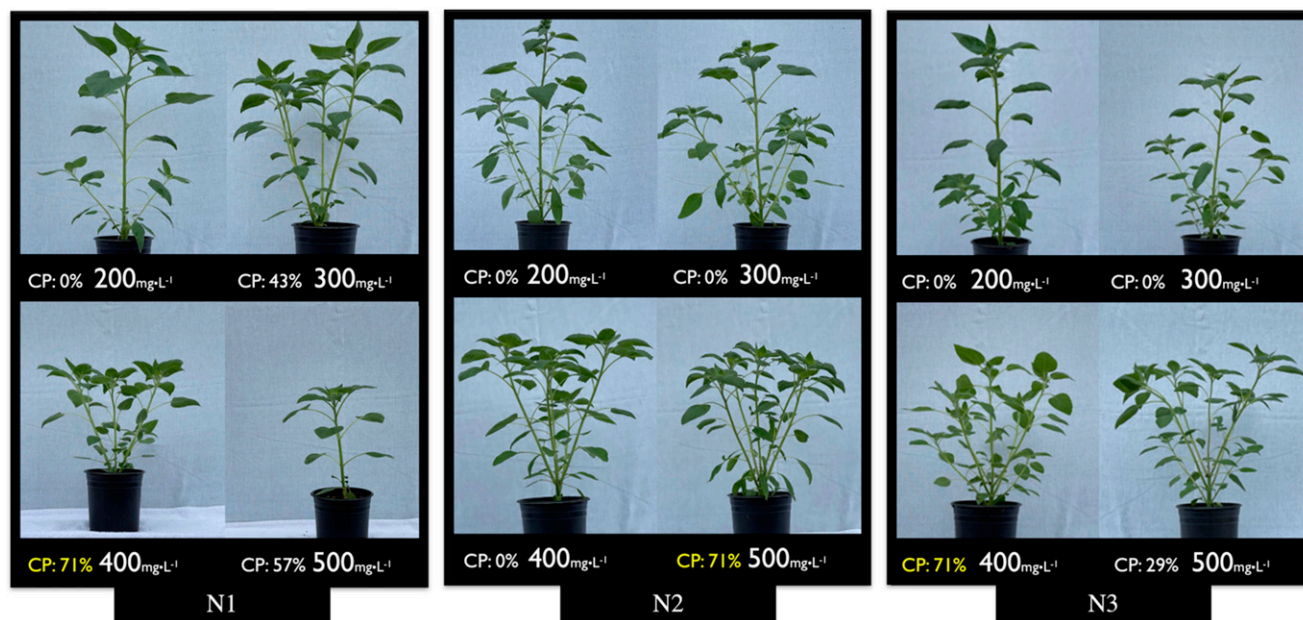 CP: 0% 200mg•L⁻¹ CP: 43% 300mg•L⁻¹
CP: 71% 400mg•L⁻¹ CP: 57% 500mg•L⁻¹
N1
CP: 0% 200mg•L⁻¹ CP: 0% 300mg•L⁻¹
CP: 0% 400mg•L⁻¹ CP: 71% 500mg•L⁻¹
N2
CP: 0% 200mg•L⁻¹ CP: 0% 300mg•L⁻¹
CP: 71% 400mg•L⁻¹ CP: 29% 500mg•L⁻¹
N3